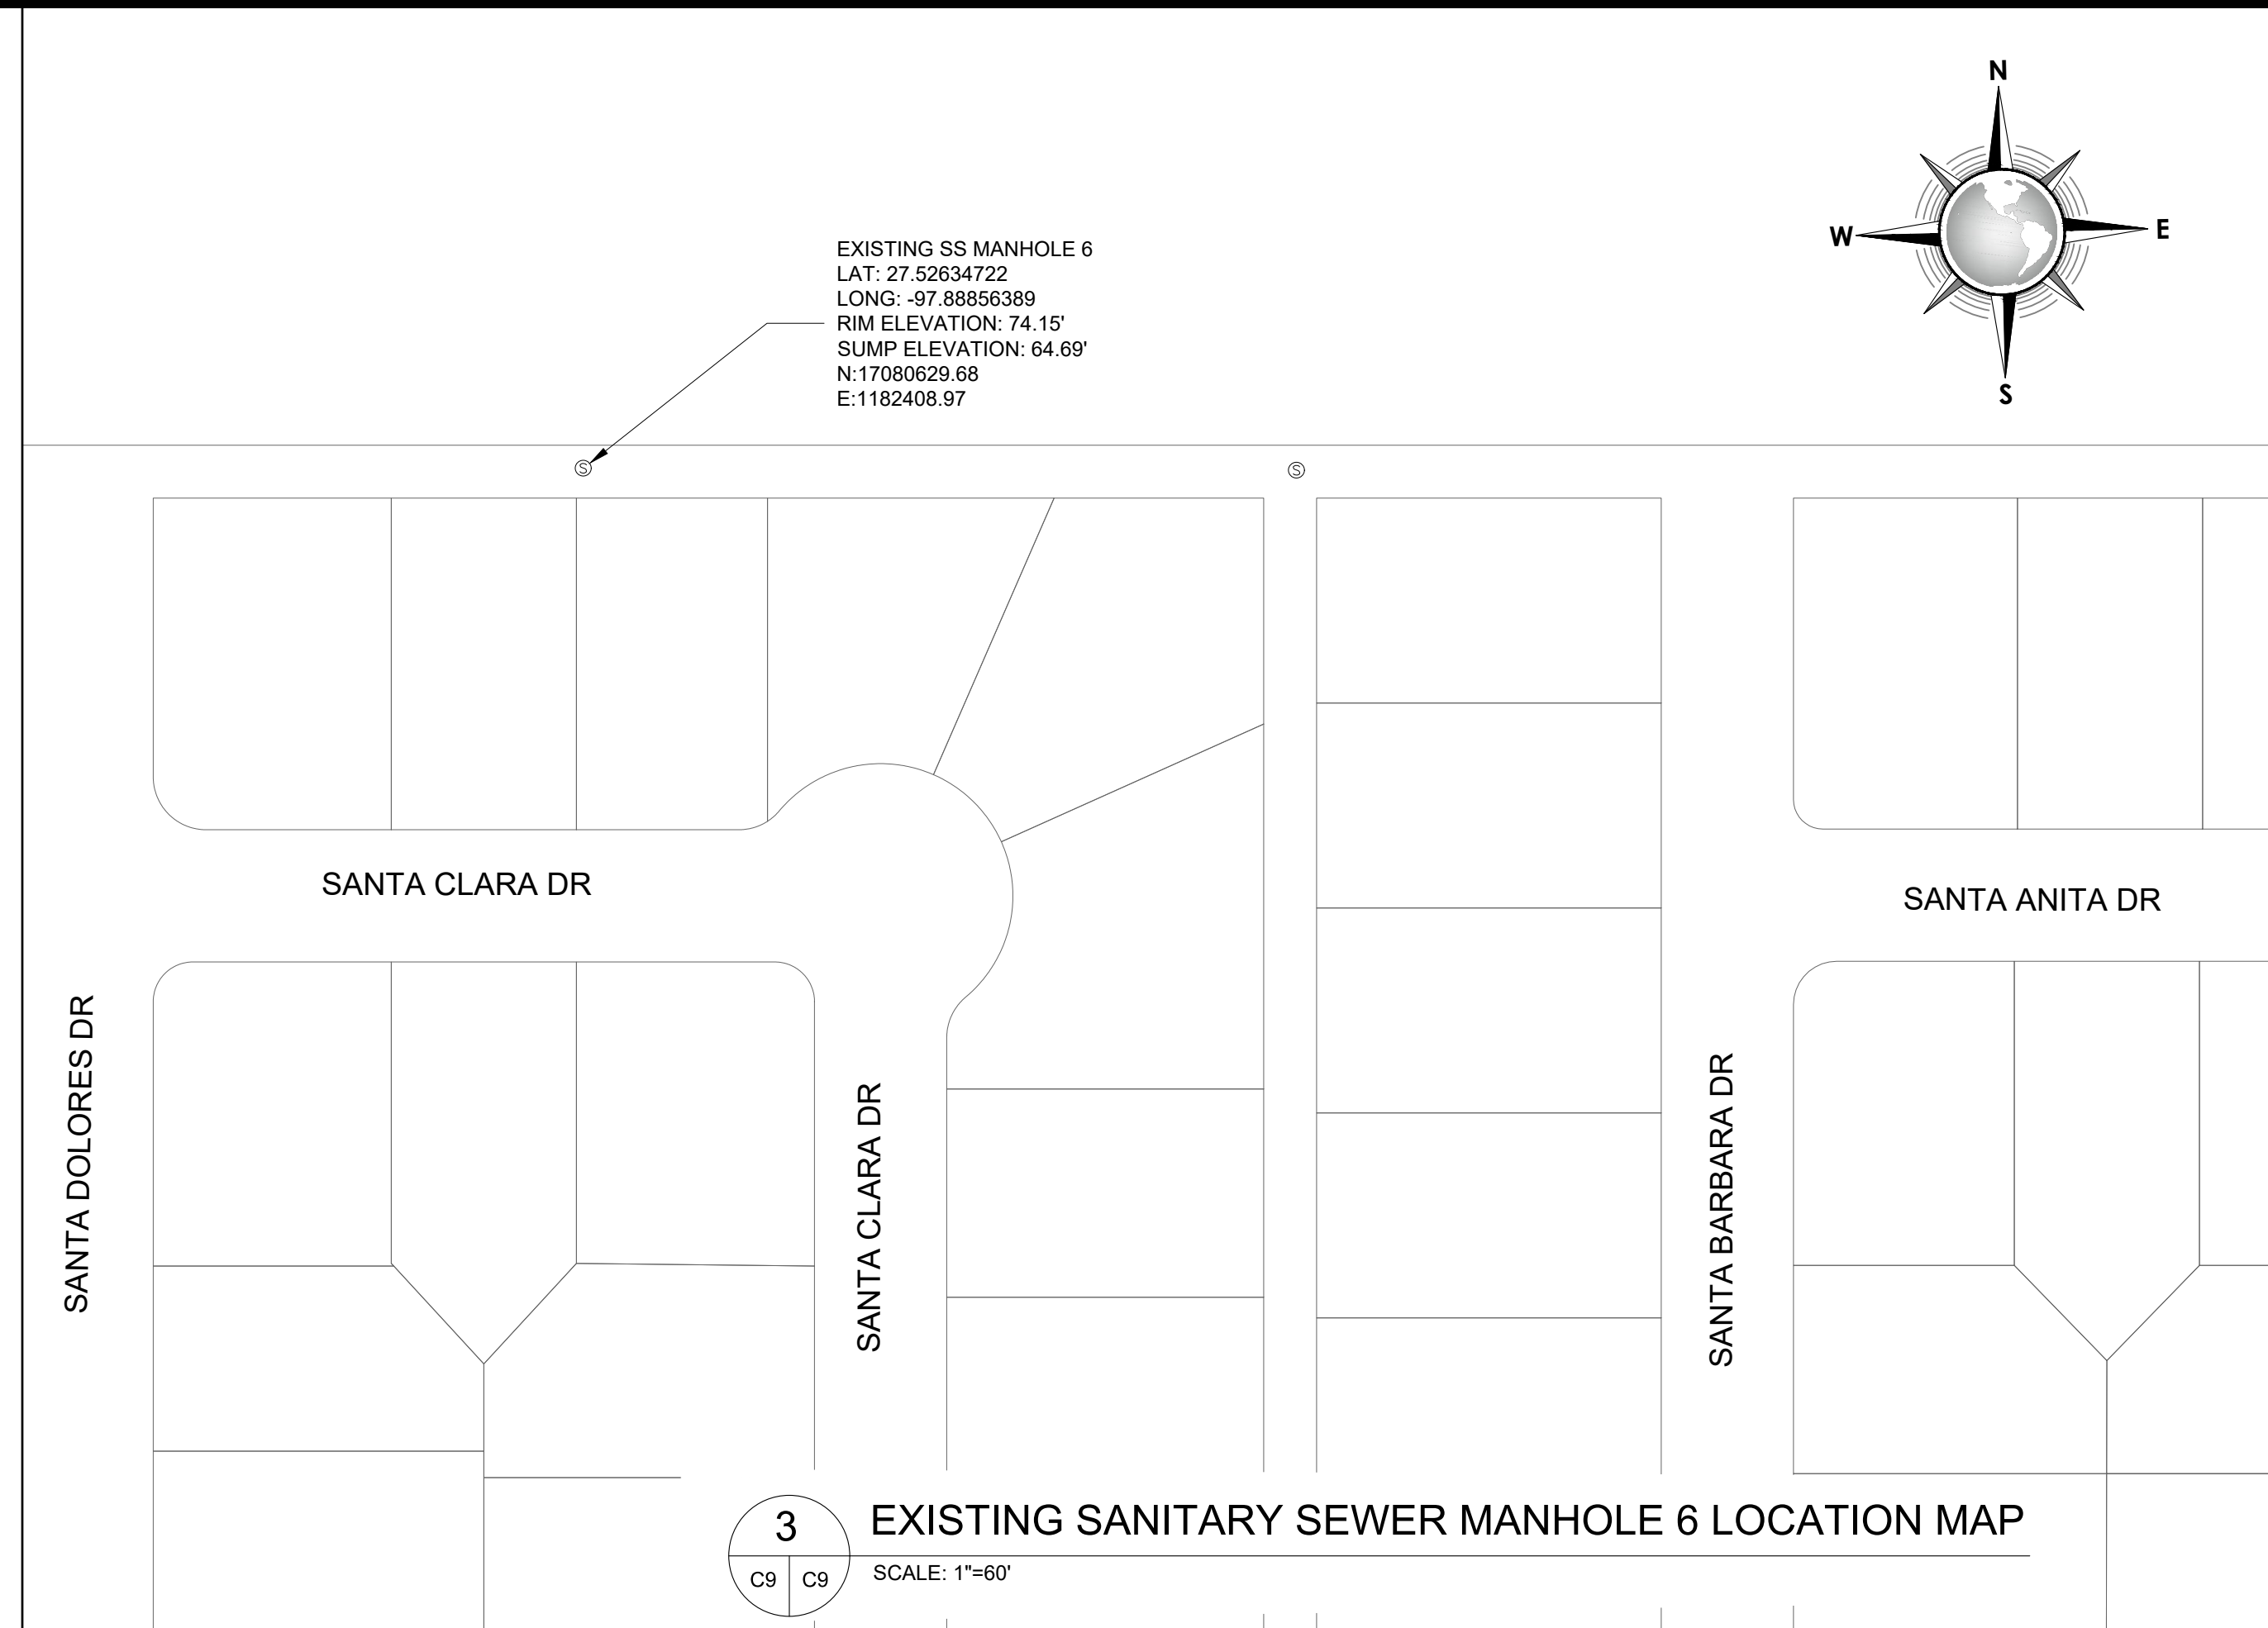 N
W
E
S
EXISTING SS MANHOLE 6
LAT: 27.52634722
LONG: -97.88856389
RIM ELEVATION: 74.15'
SUMP ELEVATION: 64.69'
N:17080629.68
E:1182408.97
S
S
SANTA CLARA DR
SANTA ANITA DR
SANTA DOLORES DR
SANTA CLARA DR
SANTA BARBARA DR
3
C9
C9
EXISTING SANITARY SEWER MANHOLE 6 LOCATION MAP
SCALE: 1"=60'